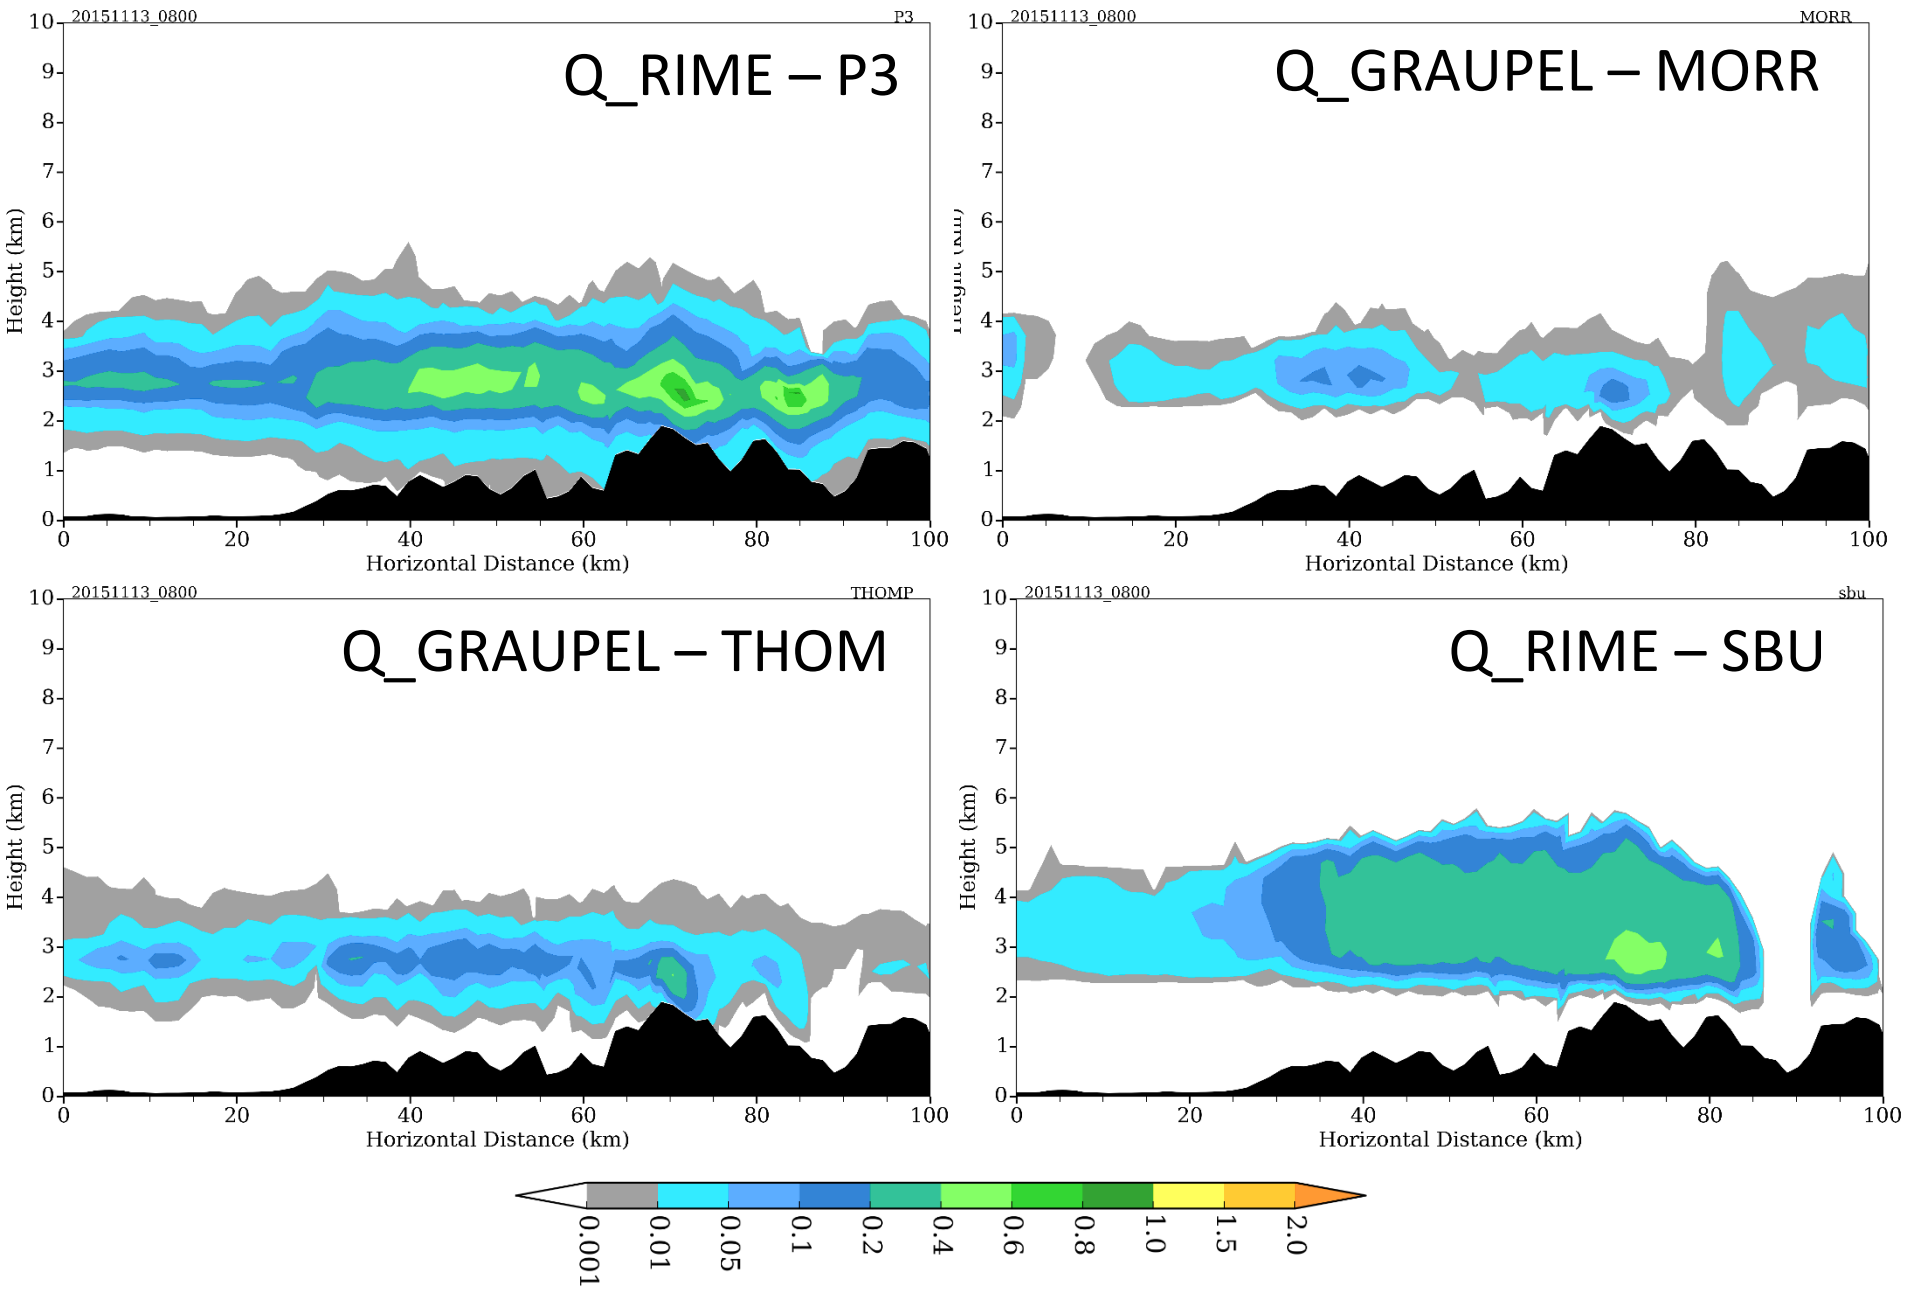 20151113_0800 P3
Q_RIME – P3
10
9
8
7
6
5
4
3
2
1
0
Height (km)
0 20 40 60 80 100
Horizontal Distance (km)
20151113_0800 MORR
Q_GRAUPEL – MORR
10
9
8
7
6
5
4
3
2
1
0
Height (km)
0 20 40 60 80 100
Horizontal Distance (km)
20151113_0800 THOMP
Q_GRAUPEL – THOM
10
9
8
7
6
5
4
3
2
1
0
Height (km)
0 20 40 60 80 100
Horizontal Distance (km)
20151113_0800 sbu
Q_RIME – SBU
10
9
8
7
6
5
4
3
2
1
0
Height (km)
0 20 40 60 80 100
Horizontal Distance (km)
0.001 0.01 0.05 0.1 0.2 0.4 0.6 0.8 1.0 1.5 2.0